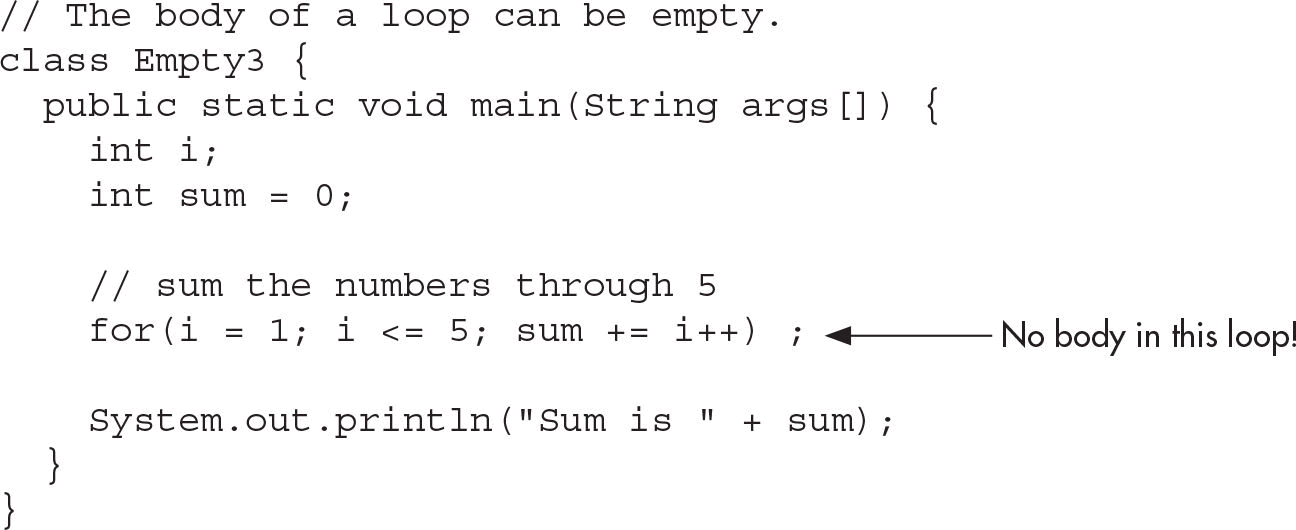 // The body of a loop can be empty.
class Empty3 {
  public static void main(String args[]) {
    int i;
    int sum = 0;

    // sum the numbers through 5
    for(i = 1; i <= 5; sum += i++) ; No body in this loop!

    System.out.println("Sum is " + sum);
  }
}